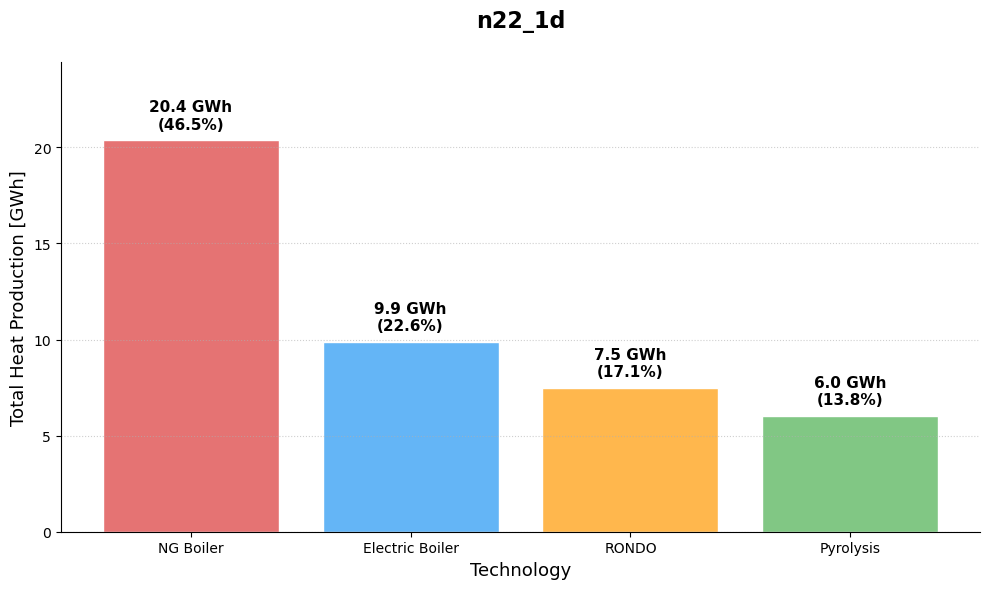 n22_1d
Total Heat Production [GWh]
20
15
10
5
0
20.4 GWh
(46.5%)
9.9 GWh
(22.6%)
7.5 GWh
(17.1%)
6.0 GWh
(13.8%)
NG Boiler
Electric Boiler
RONDO
Pyrolysis
Technology